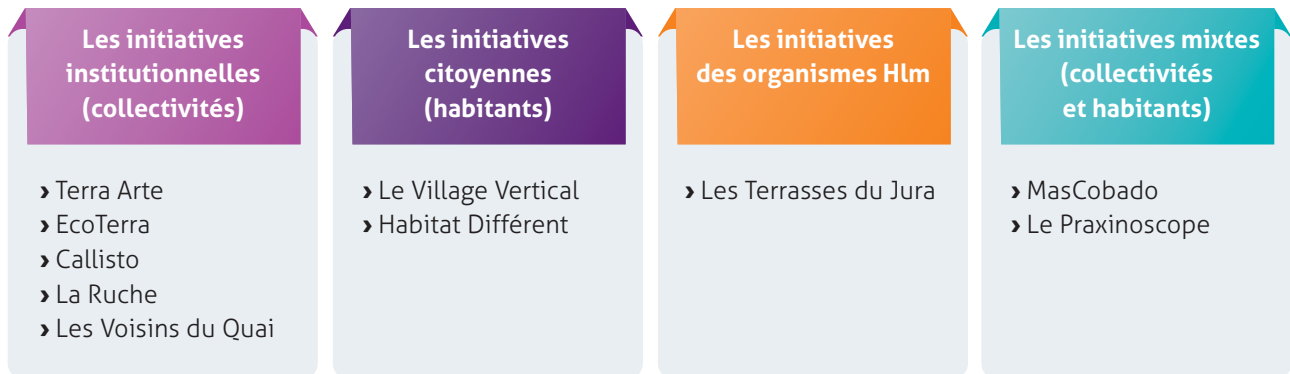 Les initiatives
institutionnelles
(collectivités)
› Terra Arte
› EcoTerra
› Callisto
› La Ruche
› Les Voisins du Quai
Les initiatives
citoyennes
(habitants)
› Le Village Vertical
› Habitat Différent
Les initiatives
des organismes Hlm
› Les Terrasses du Jura
Les initiatives mixtes
(collectivités
et habitants)
› MasCobado
› Le Praxinoscope